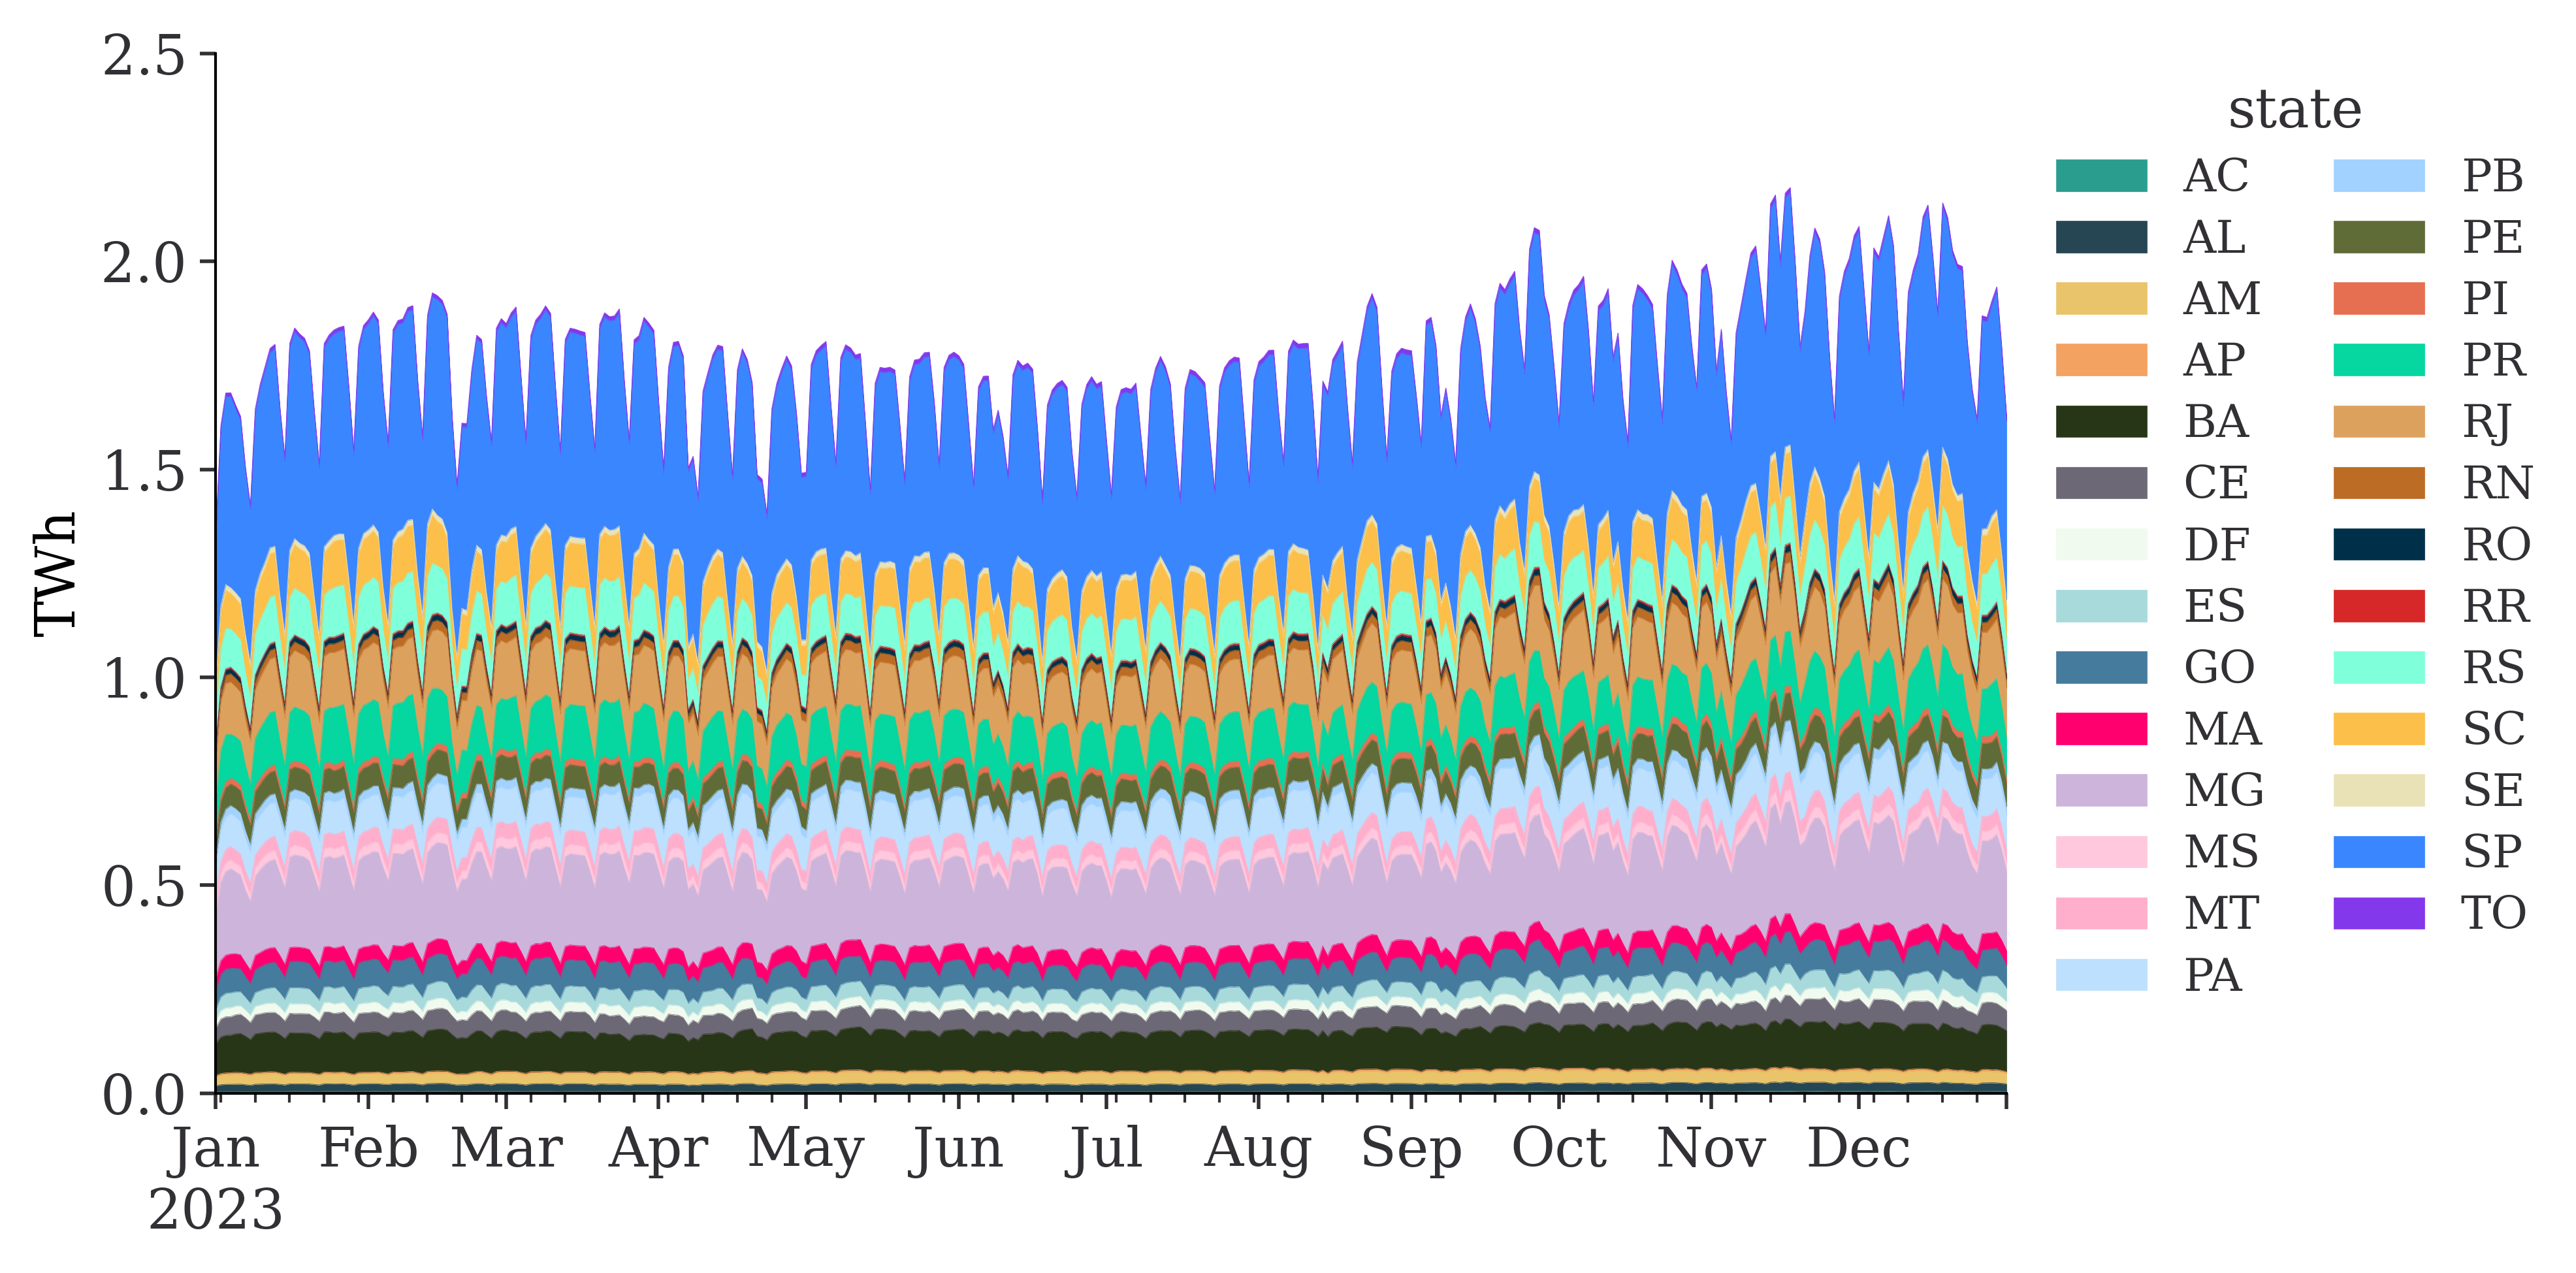 2.5
2.0
1.5
1.0
0.5
0.0
TWh
Jan
Feb
Mar
Apr
May
Jun
Jul
Aug
Sep
Oct
Nov
Dec
2023
state
AC
AL
AM
AP
BA
CE
DF
ES
GO
MA
MG
MS
MT
PA
PB
PE
PI
PR
RJ
RN
RO
RR
RS
SC
SE
SP
TO